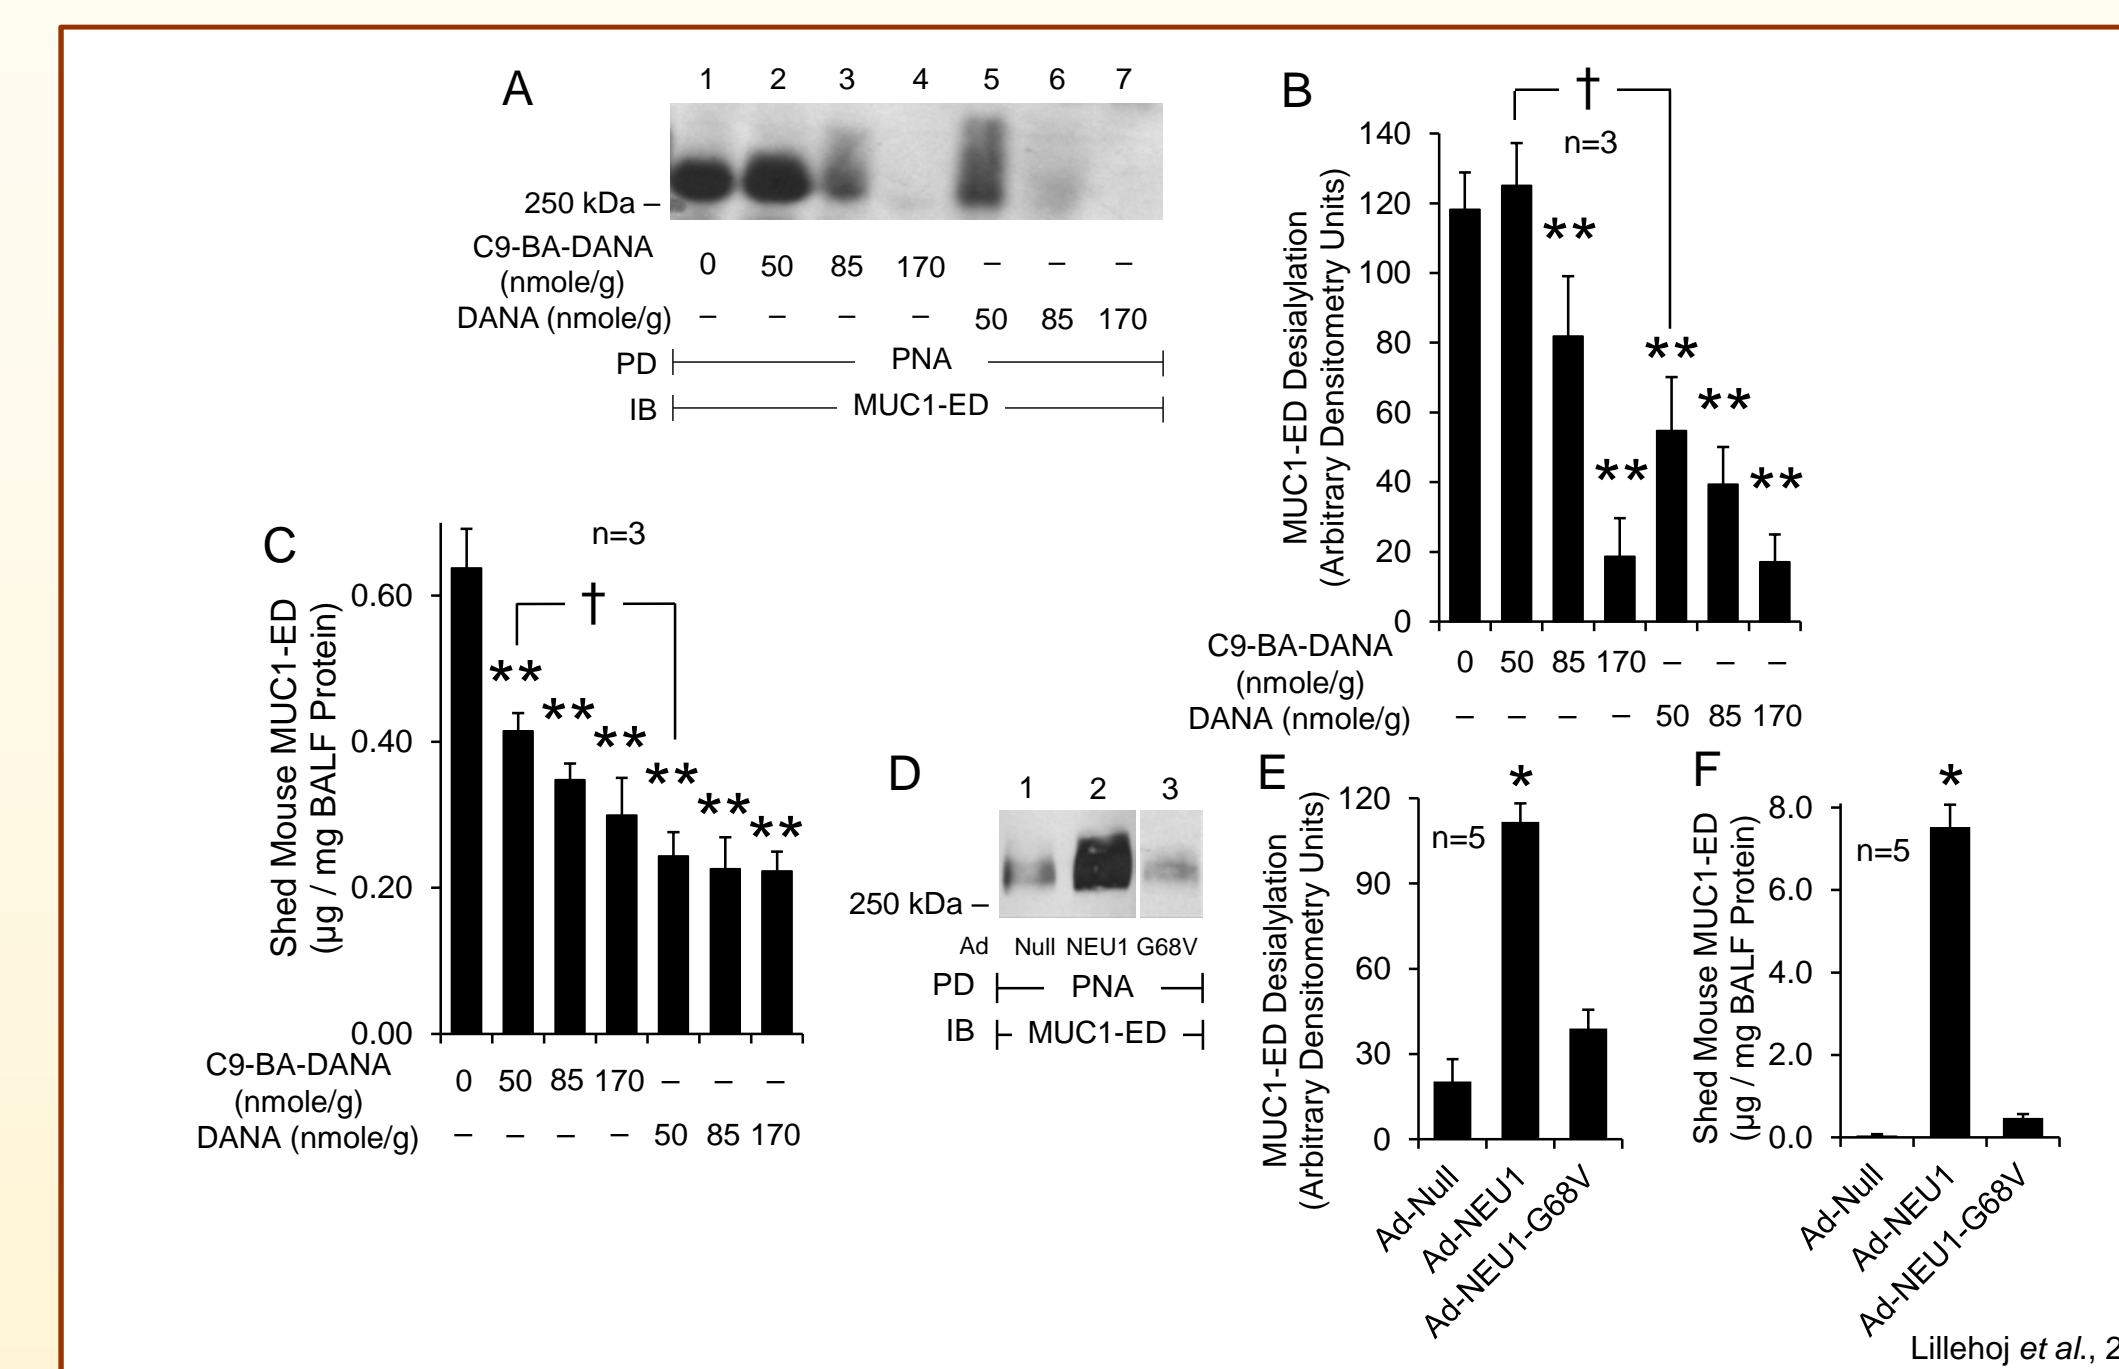 A
1 2 3 4 5 6 7
250 kDa –
C9-BA-DANA
(nmole/g)
0 50 85 170 – – –
DANA (nmole/g) – – – – 50 85 170
PD PNA
IB MUC1-ED
B
†
n=3
MUC1-ED Desialylation
(Arbitrary Densitometry Units)
140
120
100
80
60
40
20
0
**
**
**
**
**
C9-BA-DANA
(nmole/g)
0 50 85 170 – – –
DANA (nmole/g) – – – – 50 85 170
C
n=3
†
Shed Mouse MUC1-ED
(µg / mg BALF Protein)
0.60
0.40
0.20
0.00
**
**
**
**
**
**
C9-BA-DANA
(nmole/g)
0 50 85 170 – – –
DANA (nmole/g) – – – – 50 85 170
D
1 2 3
250 kDa –
Ad Null NEU1 G68V
PD PNA
IB MUC1-ED
E
*
n=5
MUC1-ED Desialylation
(Arbitrary Densitometry Units)
120
90
60
30
0
Ad-Null
Ad-NEU1
Ad-NEU1-G68V
F
*
n=5
Shed Mouse MUC1-ED
(µg / mg BALF Protein)
8.0
6.0
4.0
2.0
0.0
Ad-Null
Ad-NEU1
Ad-NEU1-G68V
Lillehoj et al., 2